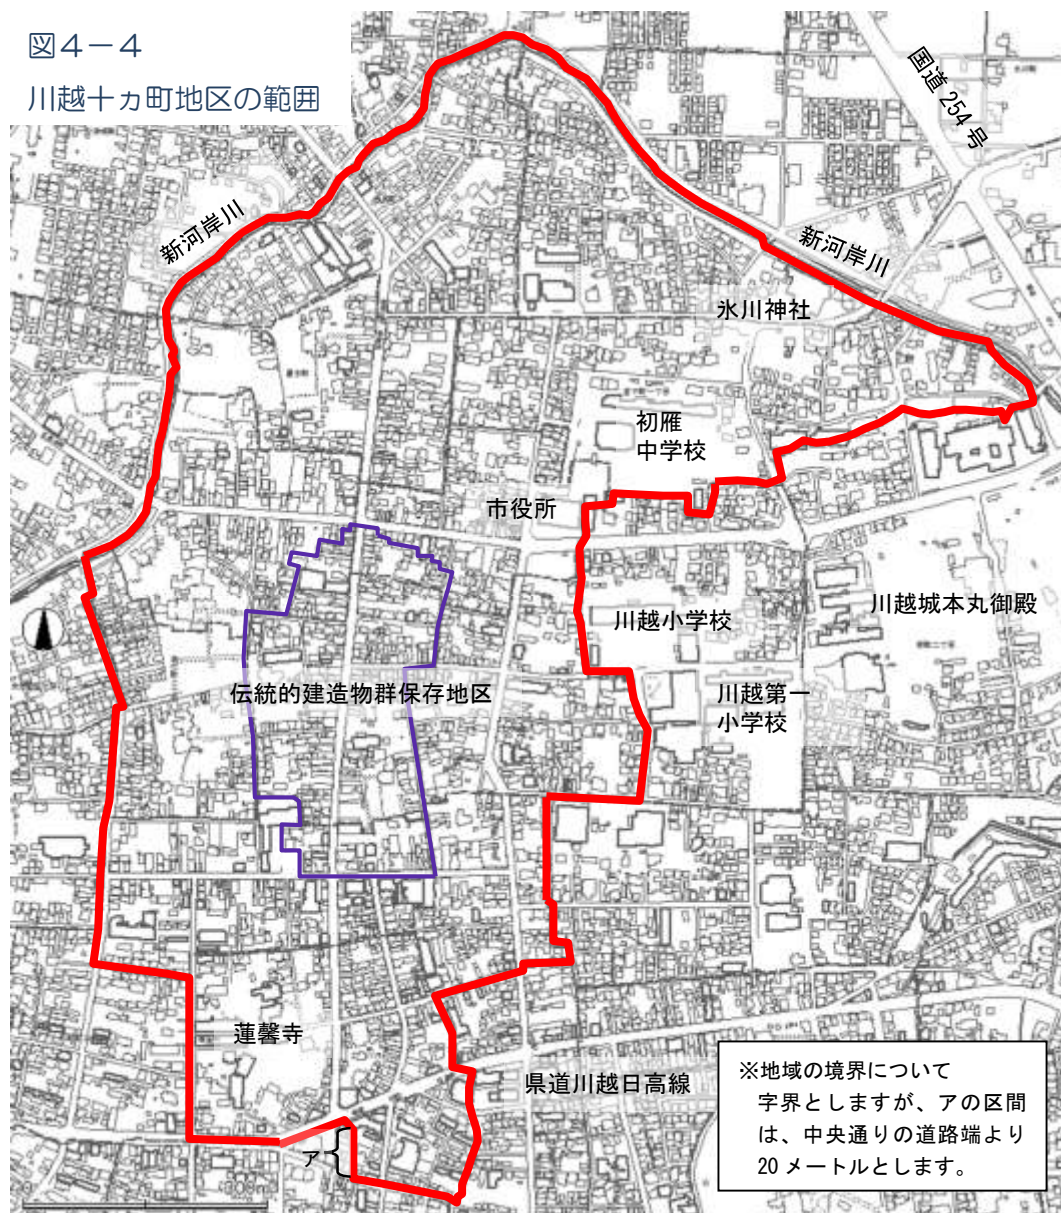 図4-4
川越十ヵ町地区の範囲
国道 254 号
新河岸川
新河岸川
氷川神社
初雁
中学校
市役所
川越小学校
川越城本丸御殿
伝統的建造物群保存地区
川越第一
小学校
蓮馨寺
県道川越日高線
ア
※地域の境界について
字界としますが、アの区間
は、中央通りの道路端より
20 メートルとします。